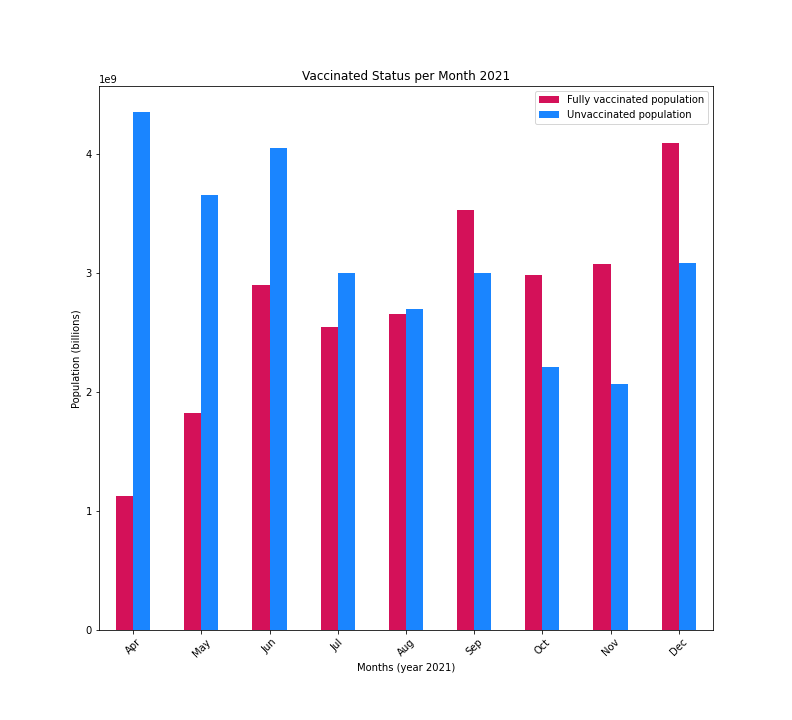 Vaccinated Status per Month 2021
1e9
Fully vaccinated population
Unvaccinated population
4
3
2
1
0
Population (billions)
Apr
May
Jun
Jul
Aug
Sep
Oct
Nov
Dec
Months (year 2021)